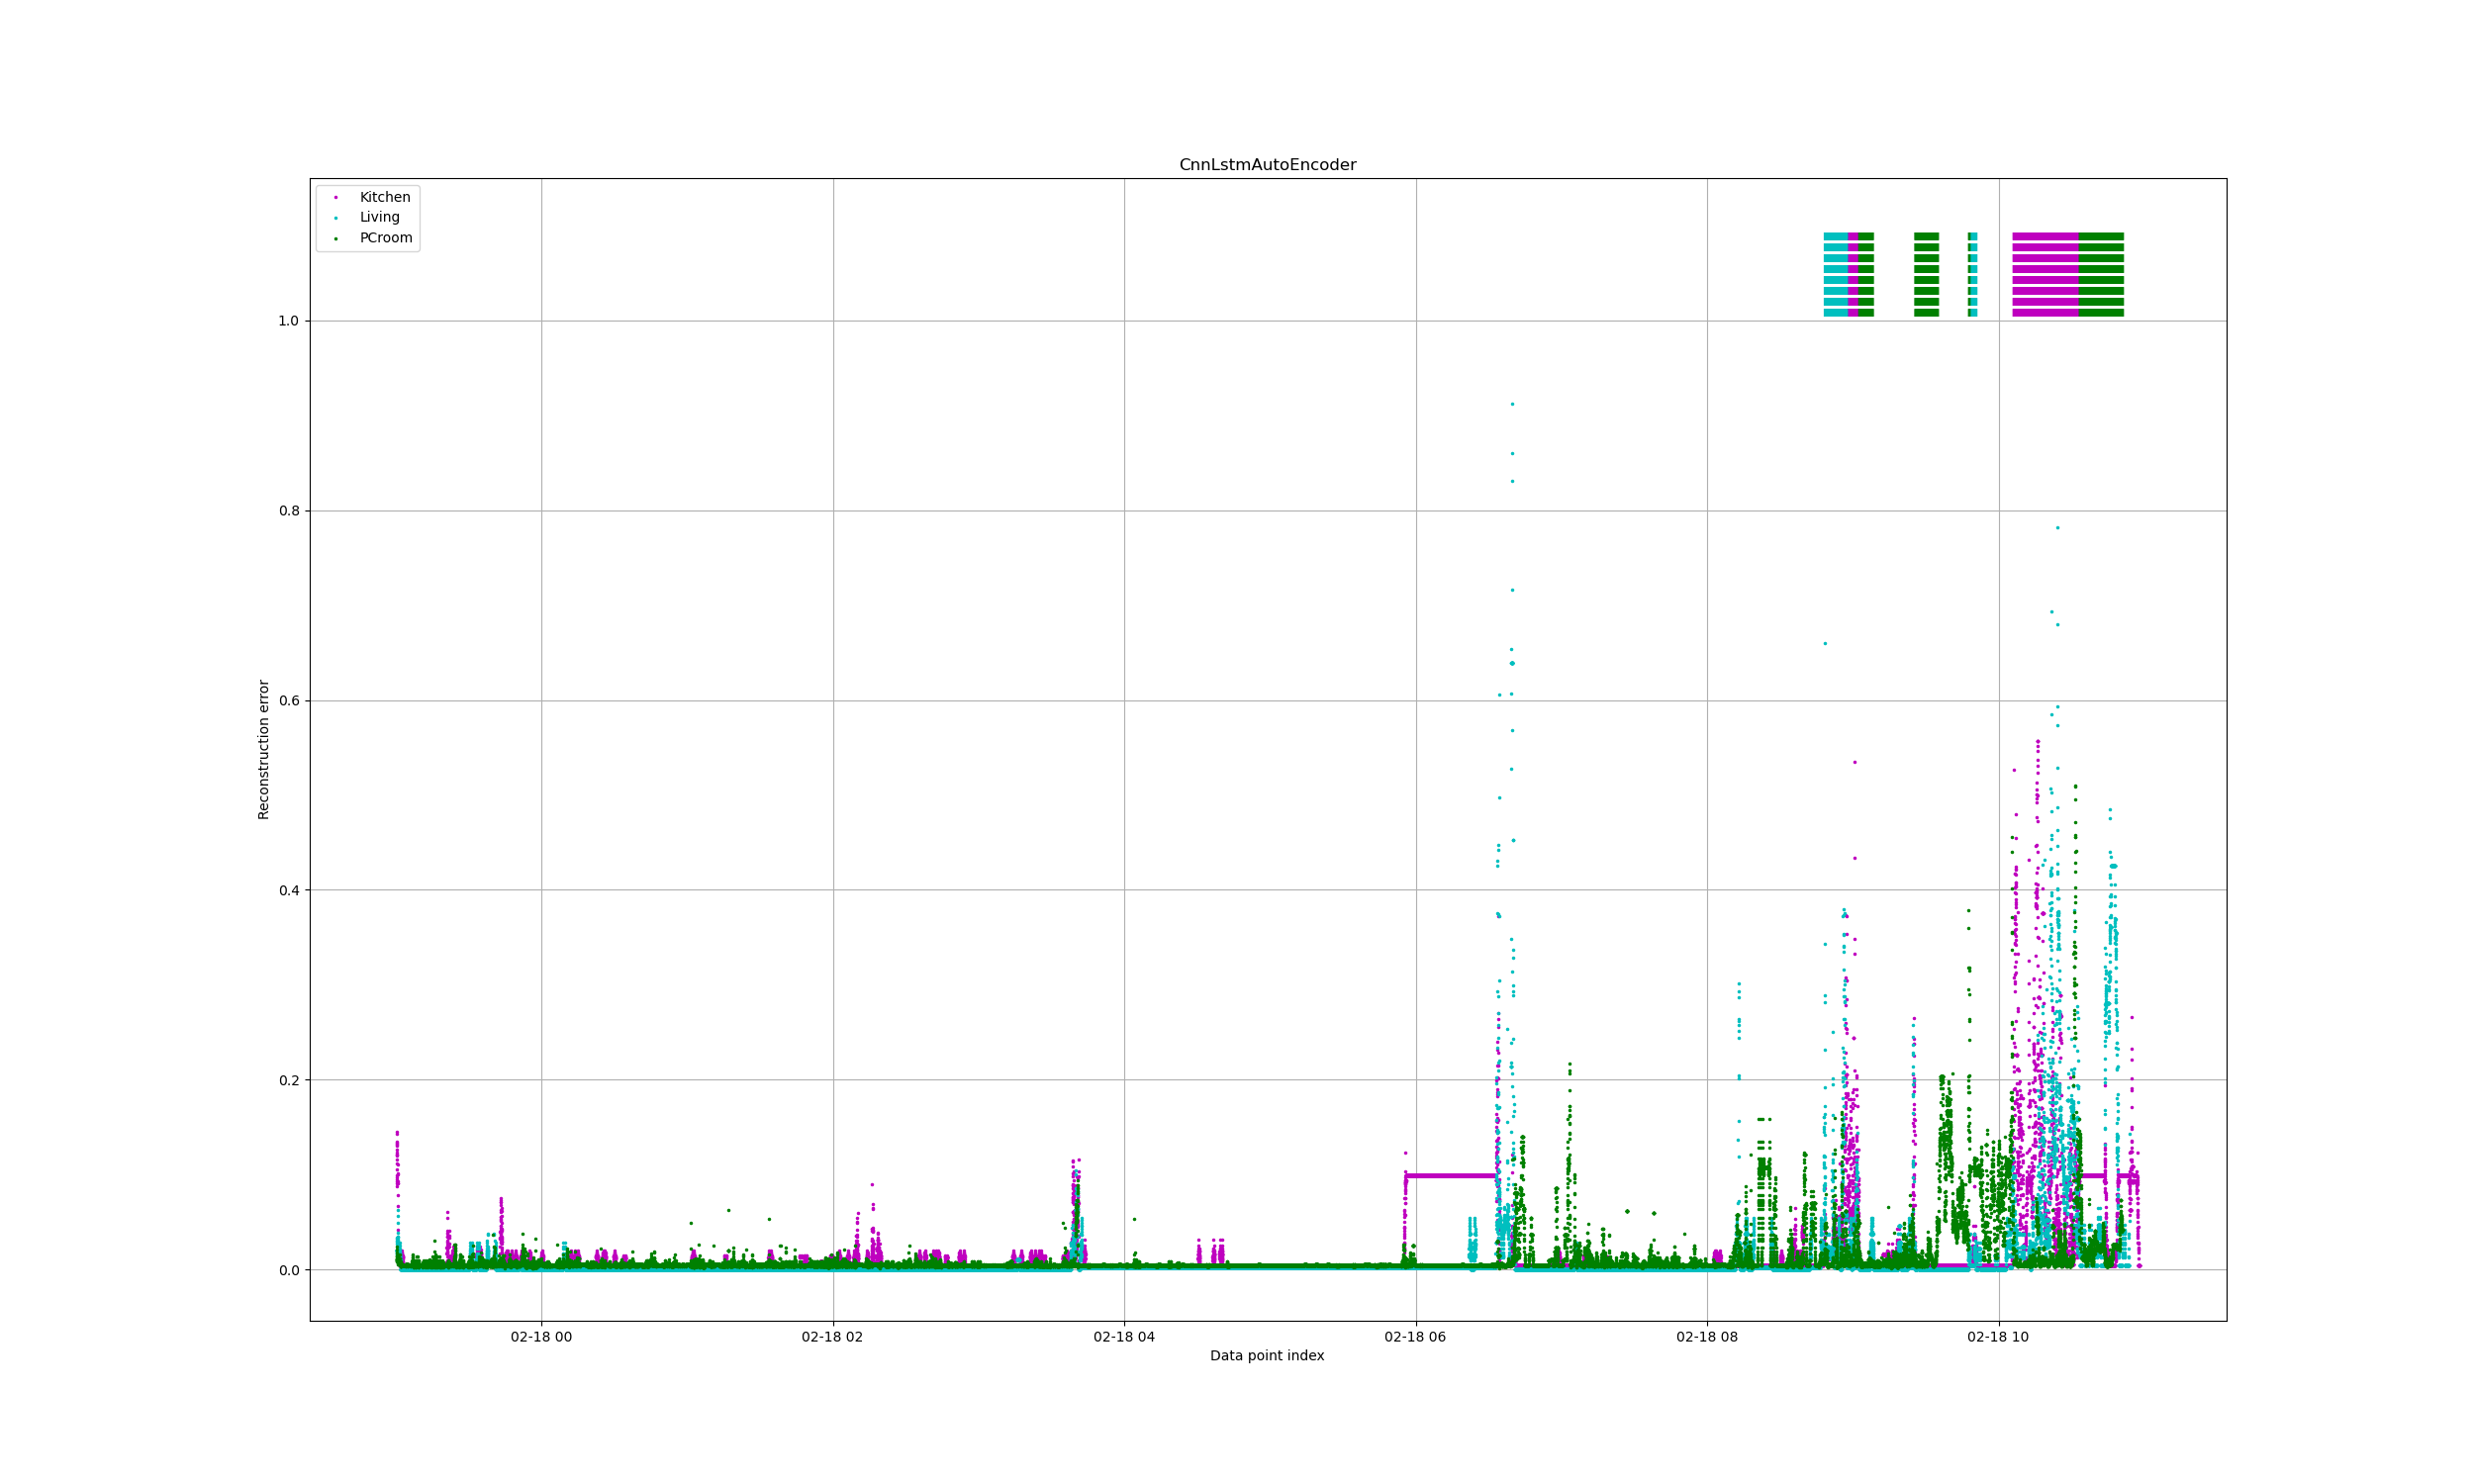 CnnLstmAutoEncoder
Kitchen
Living
PCroom
1.0
0.8
0.6
0.4
0.2
0.0
Reconstruction error
02-18 00
02-18 02
02-18 04
02-18 06
02-18 08
02-18 10
Data point index